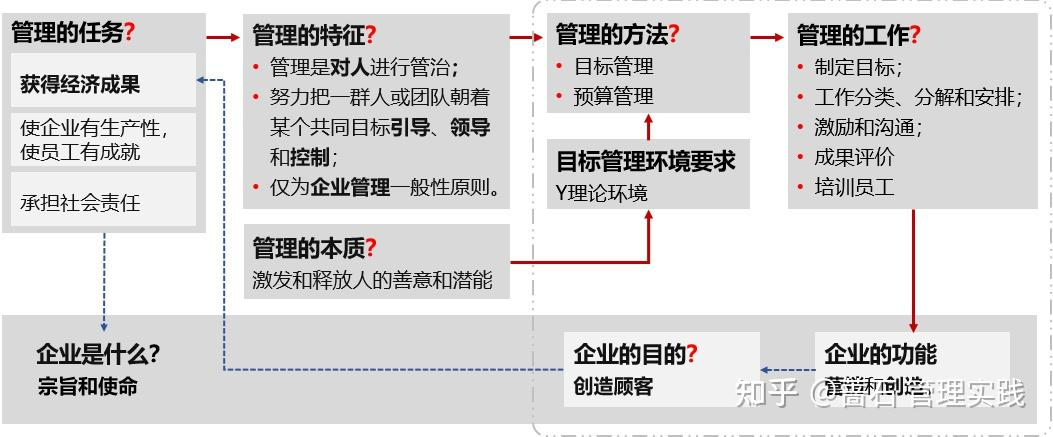 管理的任务?
获得经济成果
使企业有生产性，
使员工有成就
承担社会责任
管理的特征?
• 管理是对人进行管治；
• 努力把一群人或团队朝着
某个共同目标引导、领导
和控制；
• 仅为企业管理一般性原则。
管理的本质?
激发和释放人的善意和潜能
管理的方法?
• 目标管理
• 预算管理
目标管理环境要求
Y理论环境
管理的工作?
• 制定目标；
• 工作分类、分解和安排；
• 激励和沟通；
• 成果评价
• 培训员工
企业是什么?
宗旨和使命
企业的目的?
创造顾客
企业的功能
营销和创造。
知乎 @啬石 管理实践